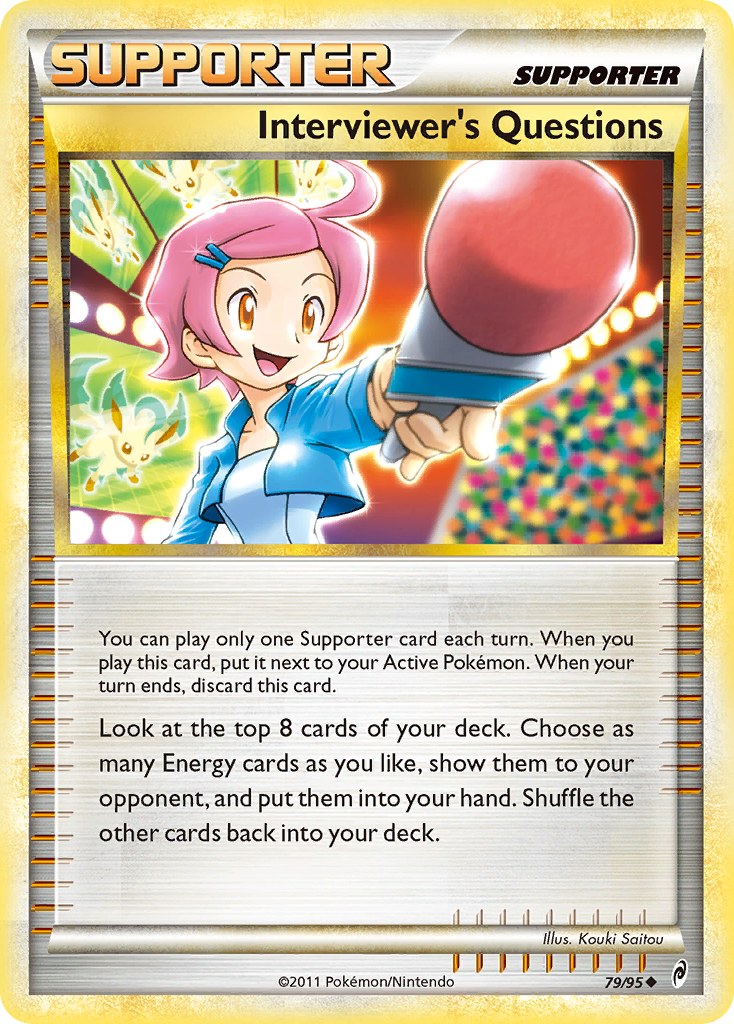 SUPPORTER
SUPPORTER
Interviewer's Questions
You can play only one Supporter card each turn. When you
play this card, put it next to your Active Pokémon. When your
turn ends, discard this card.
Look at the top 8 cards of your deck. Choose as
many Energy cards as you like, show them to your
opponent, and put them into your hand. Shuffle the
other cards back into your deck.
Illus. Kouki Saitou
©2011 Pokémon/Nintendo
79/95